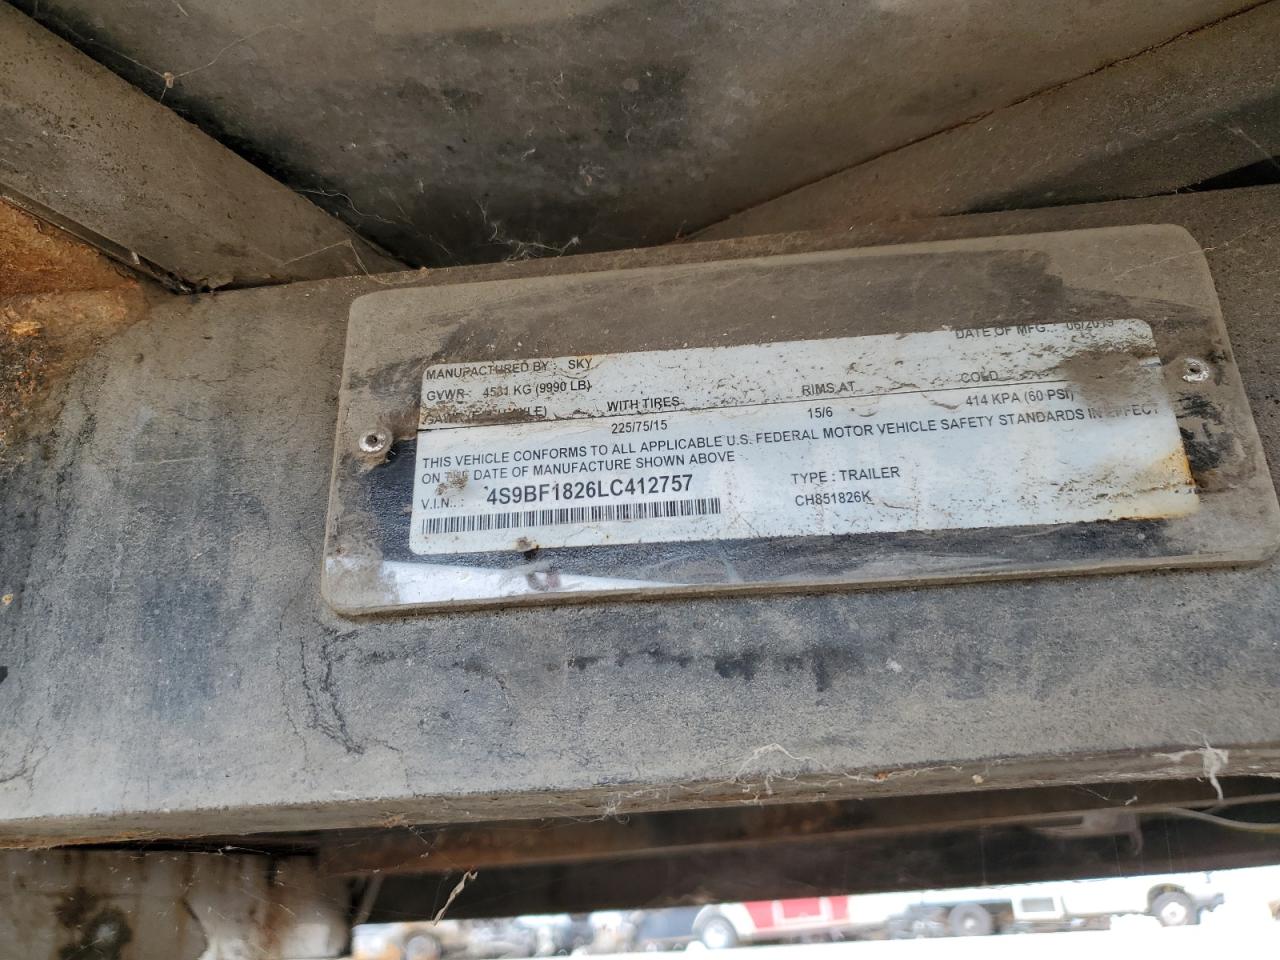 MANUFACTURED BY: SKY DATE OF MFG.: 06/2019
GVWR 4531 KG (9990 LB)
WITH TIRES RIMS AT COLD
225/75/15 15/6 414 KPA (60 PSI)
THIS VEHICLE CONFORMS TO ALL APPLICABLE U.S. FEDERAL MOTOR VEHICLE SAFETY STANDARDS IN EFFECT
ON THE DATE OF MANUFACTURE SHOWN ABOVE
V.I.N... 4S9BF1826LC412757 TYPE : TRAILER
CH851826K